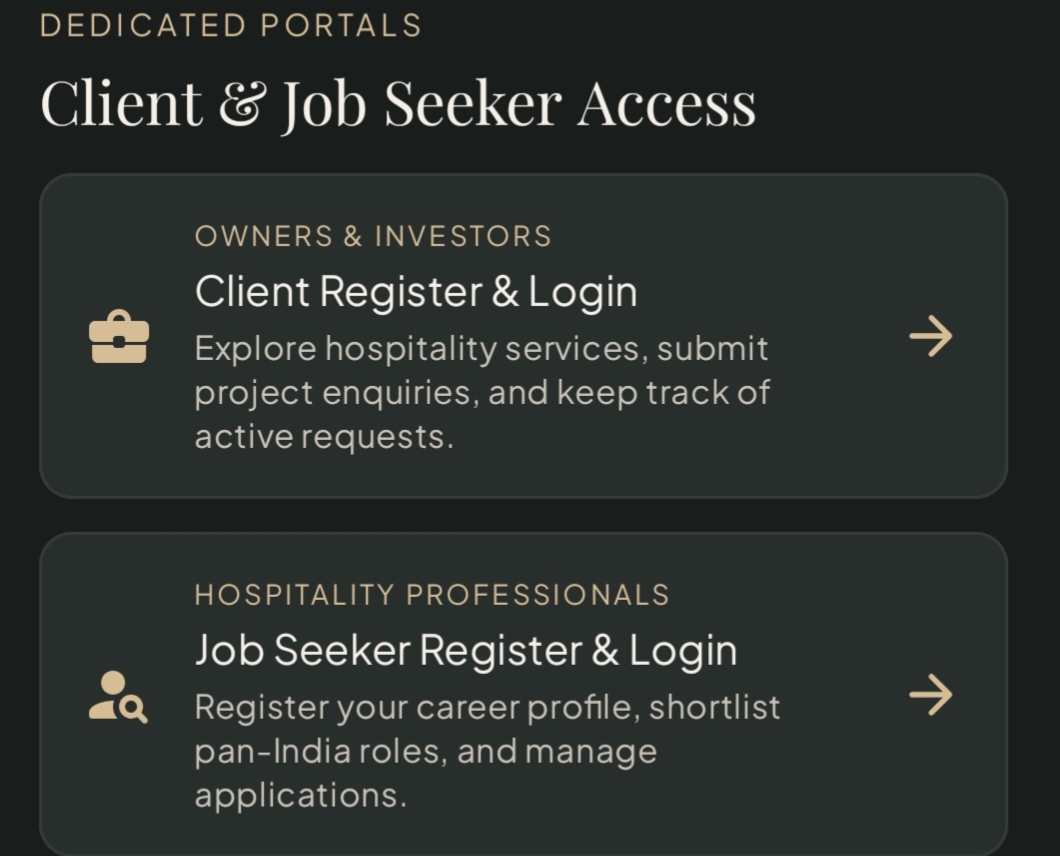 DEDICATED PORTALS
Client & Job Seeker Access
OWNERS & INVESTORS
Client Register & Login
Explore hospitality services, submit
project enquiries, and keep track of
active requests.
HOSPITALITY PROFESSIONALS
Job Seeker Register & Login
Register your career profile, shortlist
pan-India roles, and manage
applications.